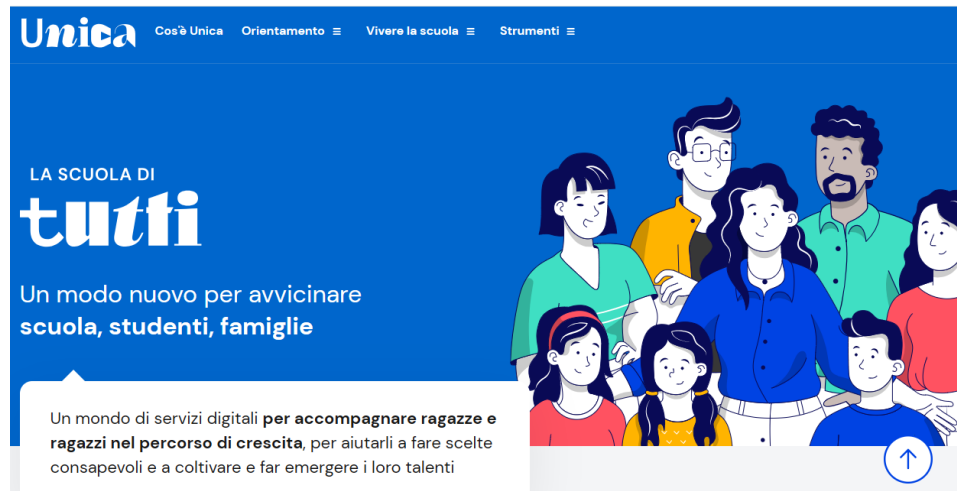 Unica
Cos'è Unica Orientamento Vivere la scuola Strumenti
LA SCUOLA DI
tutti
Un modo nuovo per avvicinare
scuola, studenti, famiglie
Un mondo di servizi digitali per accompagnare ragazze e
ragazzi nel percorso di crescita, per aiutarli a fare scelte
consapevoli e a coltivare e far emergere i loro talenti